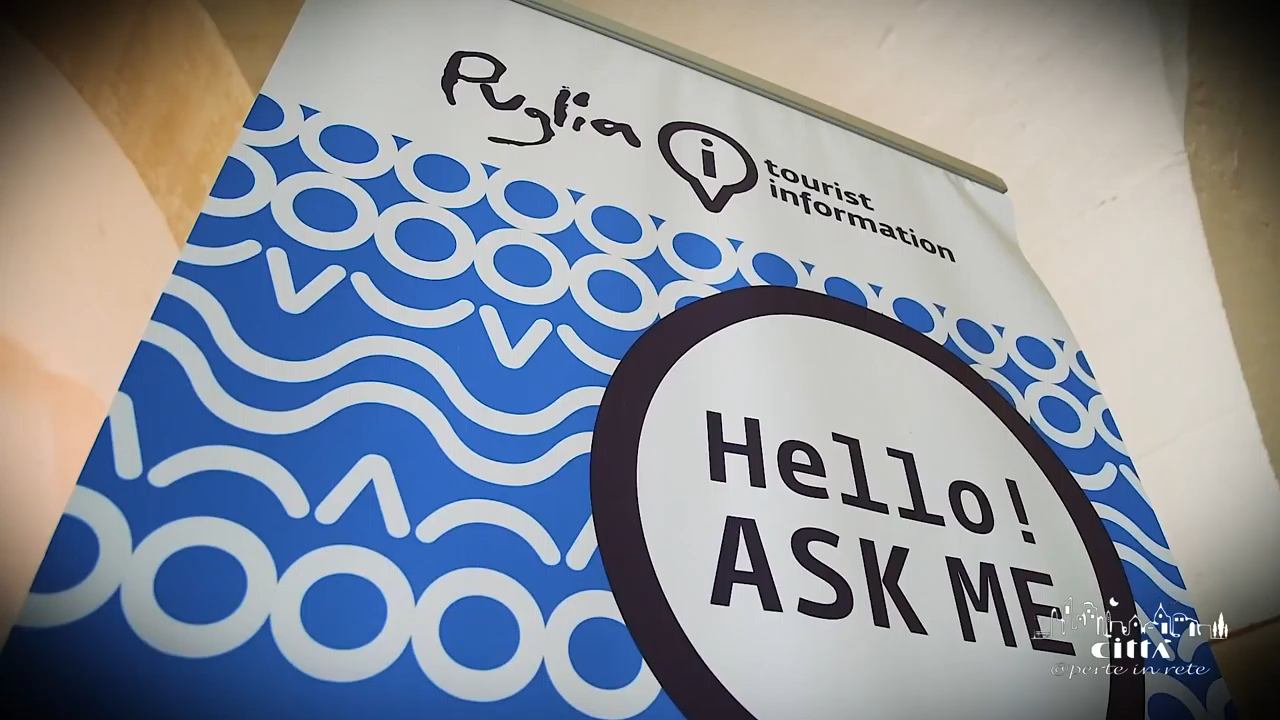 Puglia
i
tourist
information
Hello!
ASK ME
città
@perte in rete